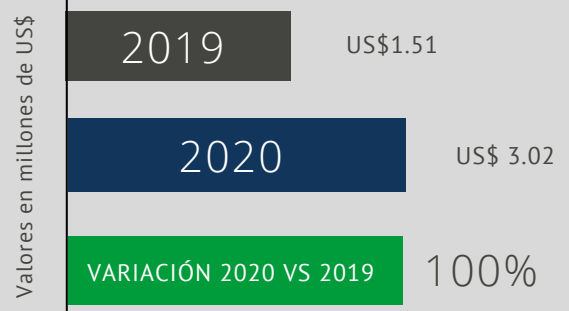 Valores en millones de US$
2019
US$1.51
2020
US$ 3.02
VARIACIÓN 2020 VS 2019
100%